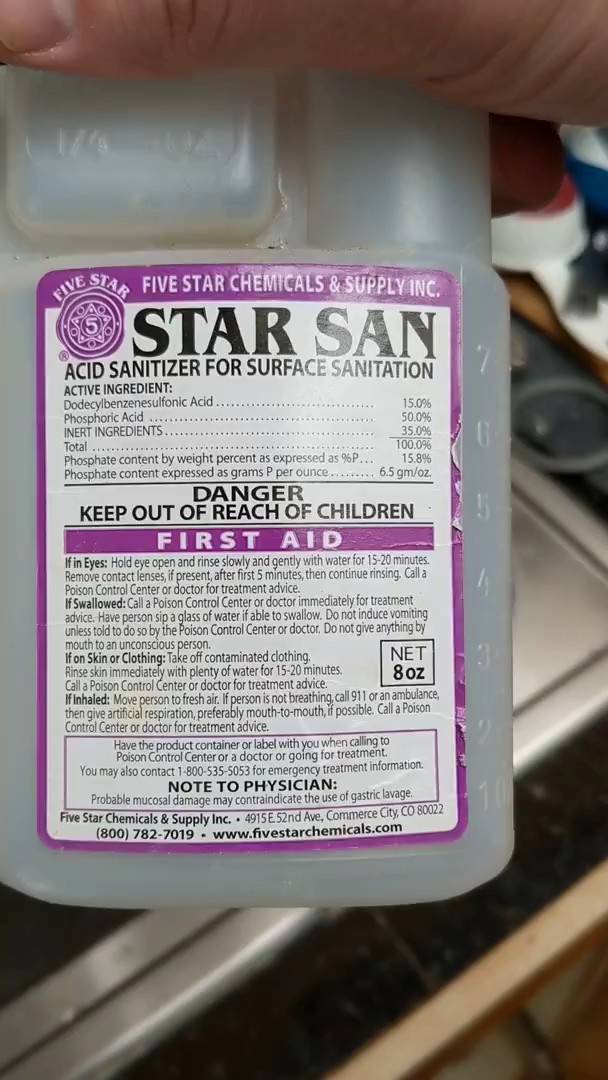 1/4 OZ.
FIVE STAR
5
®
FIVE STAR CHEMICALS & SUPPLY INC.
STAR SAN
ACID SANITIZER FOR SURFACE SANITATION
ACTIVE INGREDIENT:
Dodecylbenzenesulfonic Acid ................................ 15.0%
Phosphoric Acid ................................ 50.0%
INERT INGREDIENTS ................................ 35.0%
Total ................................ 100.0%
Phosphate content by weight percent as expressed as %P... 15.8%
Phosphate content expressed as grams P per ounce ......... 6.5 gm/oz.
DANGER
KEEP OUT OF REACH OF CHILDREN
FIRST AID
If in Eyes: Hold eye open and rinse slowly and gently with water for 15-20 minutes.
Remove contact lenses, if present, after first 5 minutes, then continue rinsing. Call a
Poison Control Center or doctor for treatment advice.
If Swallowed: Call a Poison Control Center or doctor immediately for treatment
advice. Have person sip a glass of water if able to swallow. Do not induce vomiting
unless told to do so by the Poison Control Center or doctor. Do not give anything by
mouth to an unconscious person.
If on Skin or Clothing: Take off contaminated clothing.
Rinse skin immediately with plenty of water for 15-20 minutes.
Call a Poison Control Center or doctor for treatment advice.
NET
8 oz
If Inhaled: Move person to fresh air. If person is not breathing, call 911 or an ambulance,
then give artificial respiration, preferably mouth-to-mouth, if possible. Call a Poison
Control Center or doctor for treatment advice.
Have the product container or label with you when calling to
Poison Control Center or a doctor or going for treatment.
You may also contact 1-800-535-5053 for emergency treatment information.
NOTE TO PHYSICIAN:
Probable mucosal damage may contraindicate the use of gastric lavage.
Five Star Chemicals & Supply Inc. • 4915 E. 52nd Ave, Commerce City, CO 80022
(800) 782-7019 • www.fivestarchemicals.com
7
6
5
4
3
2
1